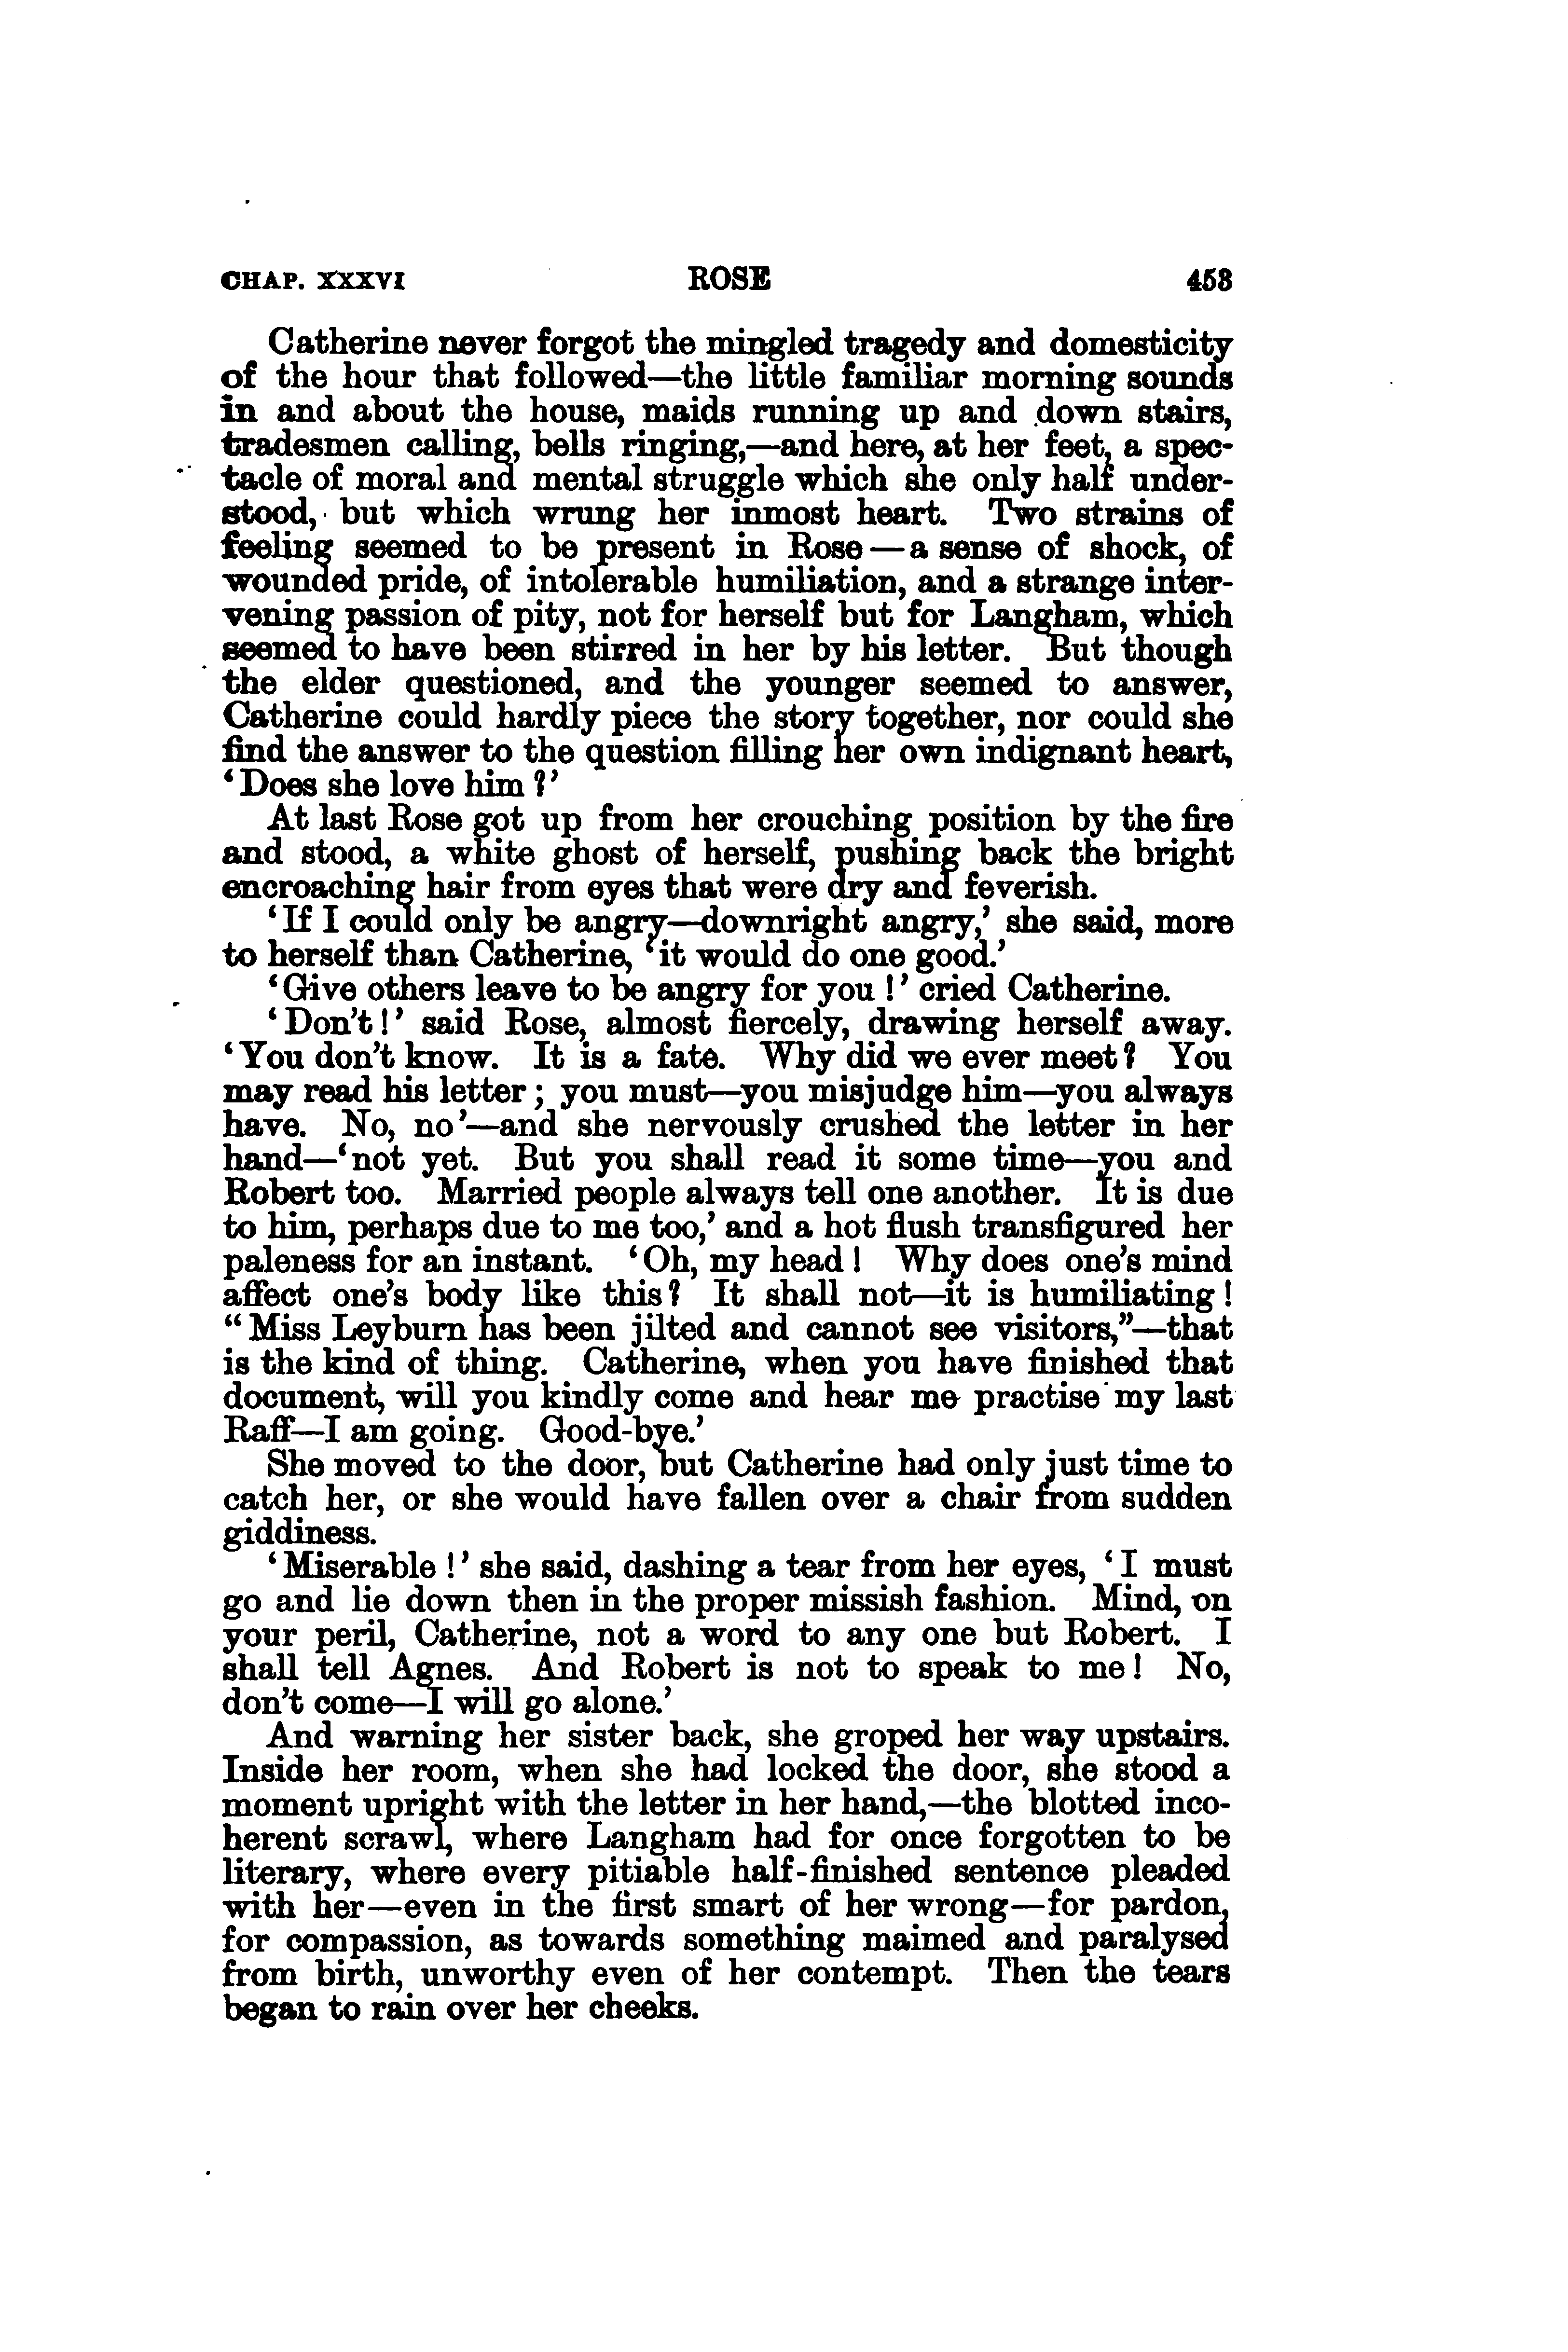 CHAP. XXXVI ROSE 453
Catherine never forgot the mingled tragedy and domesticity
of the hour that followed—the little familiar morning sounds
in and about the house, maids running up and down stairs,
tradesmen calling, bells ringing,—and here, at her feet, a spec-
tacle of moral and mental struggle which she only half under-
stood, but which wrung her inmost heart. Two strains of
feeling seemed to be present in Rose—a sense of shock, of
wounded pride, of intolerable humiliation, and a strange inter-
vening passion of pity, not for herself but for Langham, which
seemed to have been stirred in her by his letter. But though
the elder questioned, and the younger seemed to answer,
Catherine could hardly piece the story together, nor could she
find the answer to the question filling her own indignant heart,
‘Does she love him?’
At last Rose got up from her crouching position by the fire
and stood, a white ghost of herself, pushing back the bright
encroaching hair from eyes that were dry and feverish.
‘If I could only be angry—downright angry,’ she said, more
to herself than Catherine, ‘it would do one good.’
‘Give others leave to be angry for you!’ cried Catherine.
‘Don't!’ said Rose, almost fiercely, drawing herself away.
‘You don't know. It is a fate. Why did we ever meet? You
may read his letter; you must—you misjudge him—you always
have. No, no’—and she nervously crushed the letter in her
hand—‘not yet. But you shall read it some time—you and
Robert too. Married people always tell one another. It is due
to him, perhaps due to me too,’ and a hot flush transfigured her
paleness for an instant. ‘Oh, my head! Why does one's mind
affect one's body like this? It shall not—it is humiliating!
“Miss Leyburn has been jilted and cannot see visitors,”—that
is the kind of thing. Catherine, when you have finished that
document, will you kindly come and hear me practise my last
Raff—I am going. Good-bye.’
She moved to the door, but Catherine had only just time to
catch her, or she would have fallen over a chair from sudden
giddiness.
‘Miserable!’ she said, dashing a tear from her eyes, ‘I must
go and lie down then in the proper missish fashion. Mind, on
your peril, Catherine, not a word to any one but Robert. I
shall tell Agnes. And Robert is not to speak to me! No,
don't come—I will go alone.’
And warning her sister back, she groped her way upstairs.
Inside her room, when she had locked the door, she stood a
moment upright with the letter in her hand,—the blotted inco-
herent scrawl, where Langham had for once forgotten to be
literary, where every pitiable half-finished sentence pleaded
with her—even in the first smart of her wrong—for pardon,
for compassion, as towards something maimed and paralysed
from birth, unworthy even of her contempt. Then the tears
began to rain over her cheeks.